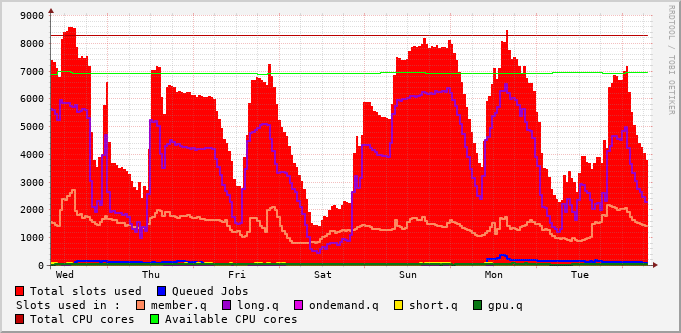 9000
8000
7000
6000
5000
4000
3000
2000
1000
0
Wed Thu Fri Sat Sun Mon Tue
RRDTOOL / TOBI OETIKER
Total slots used Queued Jobs
Slots used in : member.q long.q ondemand.q short.q gpu.q
Total CPU cores Available CPU cores